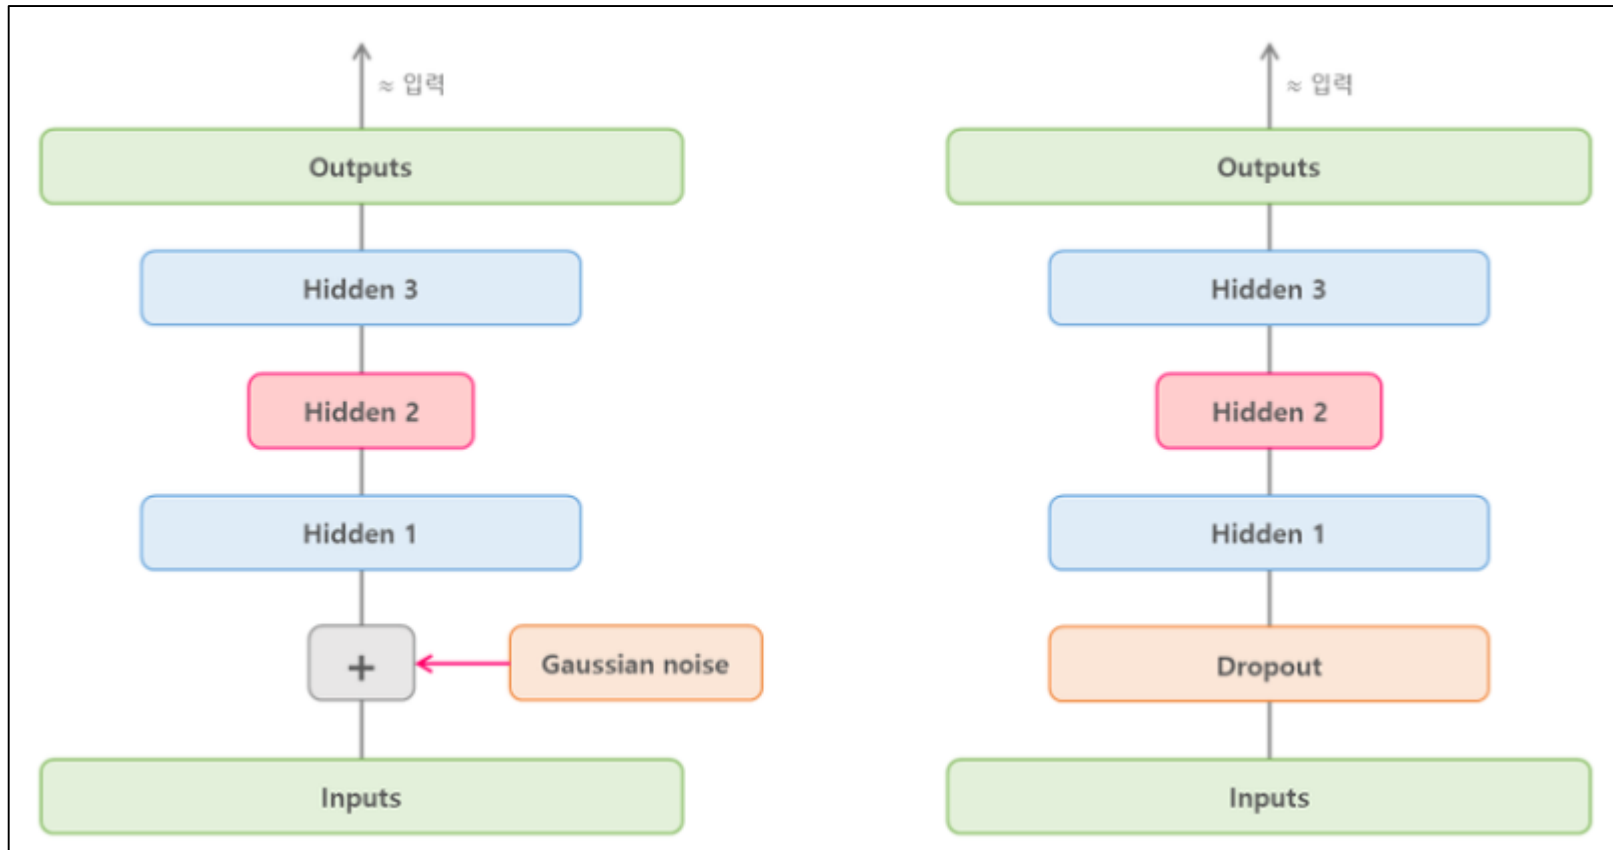 ≈ 입력
Outputs
Hidden 3
Hidden 2
Hidden 1
+
Gaussian noise
Inputs
≈ 입력
Outputs
Hidden 3
Hidden 2
Hidden 1
Dropout
Inputs